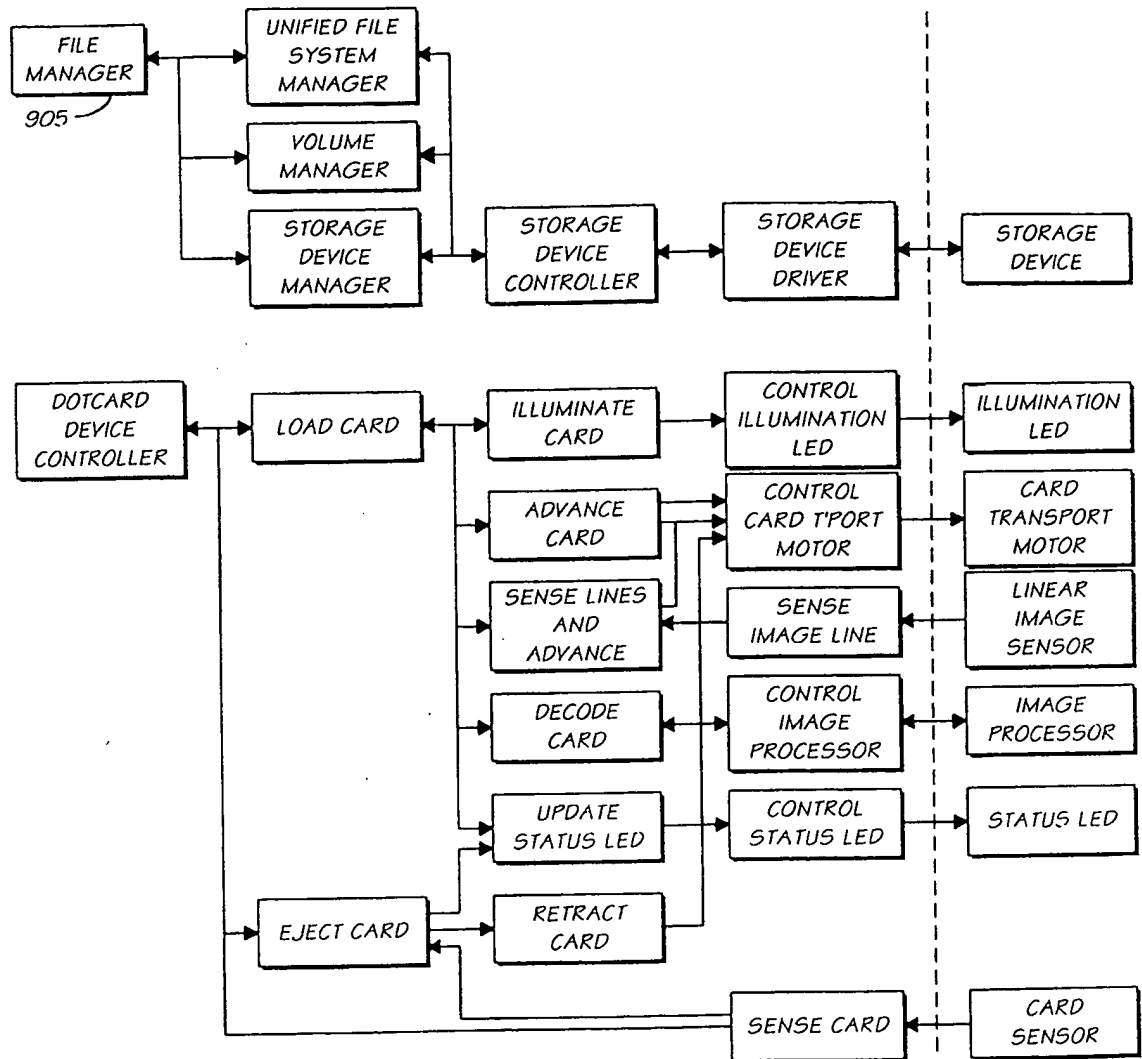 FILE
MANAGER
905
UNIFIED FILE
SYSTEM
MANAGER
VOLUME
MANAGER
STORAGE
DEVICE
MANAGER
STORAGE
DEVICE
CONTROLLER
STORAGE
DEVICE
DRIVER
STORAGE
DEVICE
DOTCARD
DEVICE
CONTROLLER
LOAD CARD
ILLUMINATE
CARD
CONTROL
ILLUMINATION
LED
ILLUMINATION
LED
ADVANCE
CARD
CONTROL
CARD T'PORT
MOTOR
CARD
TRANSPORT
MOTOR
SENSE LINES
AND
ADVANCE
SENSE
IMAGE LINE
LINEAR
IMAGE
SENSOR
DECODE
CARD
CONTROL
IMAGE
PROCESSOR
IMAGE
PROCESSOR
UPDATE
STATUS LED
CONTROL
STATUS LED
STATUS LED
EJECT CARD
RETRACT
CARD
SENSE CARD
CARD
SENSOR